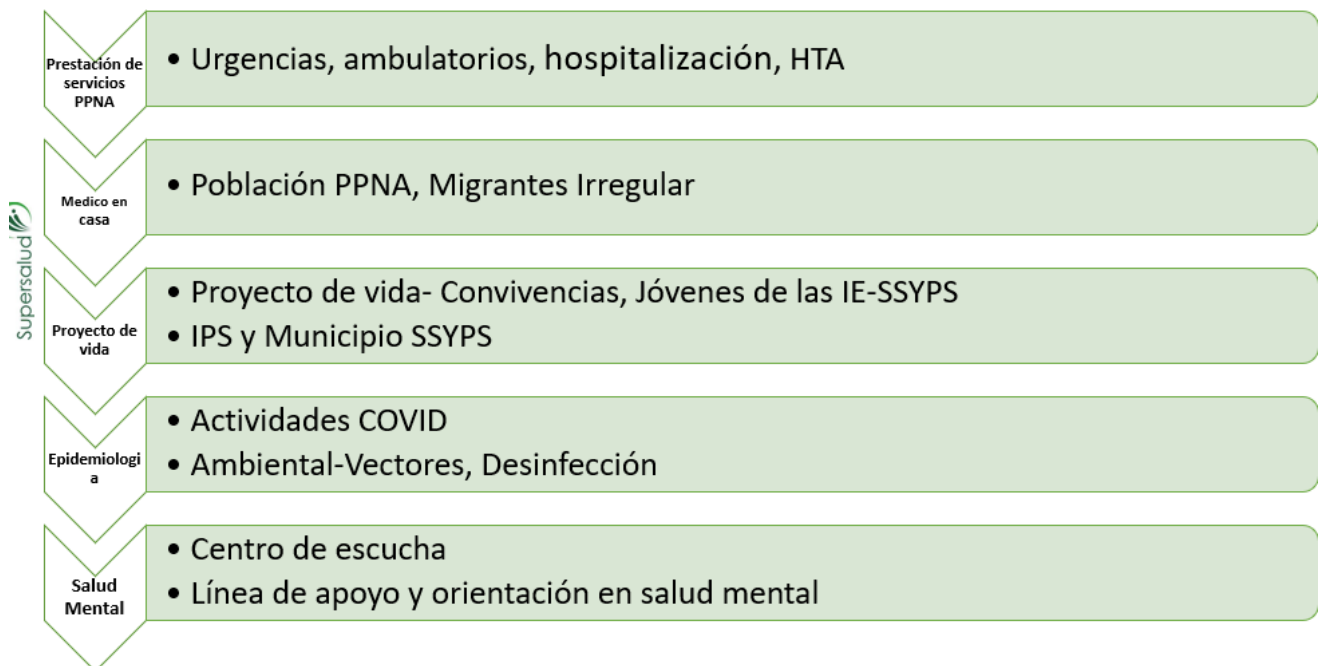 Prestación de
servicios
PPNA
• Urgencias, ambulatorios, hospitalización, HTA
Medico en
casa
• Población PPNA, Migrantes Irregular
Supersalud
Proyecto de
vida
• Proyecto de vida- Convivencias, Jóvenes de las IE-SSYPS
• IPS y Municipio SSYPS
Epidemiologi
a
• Actividades COVID
• Ambiental-Vectores, Desinfección
Salud
Mental
• Centro de escucha
• Línea de apoyo y orientación en salud mental